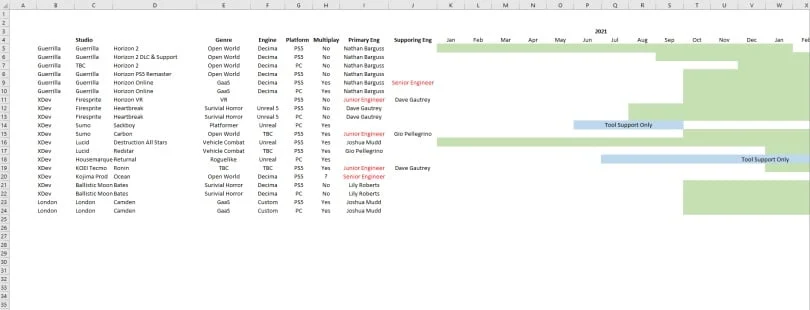 A B C D E F G H I J K L M N O P Q R S T U V W X
1
2
3 2021
4 Studio Genre Engine Platform Multiplay Primary Eng Supporing Eng Jan Feb Mar Apr May Jun Jul Aug Sep Oct Nov Dec Jan Feb
5 Guerrilla Guerrilla Horizon 2 Open World Decima PS5 No Nathan Barguss
6 Guerrilla Guerrilla Horizon 2 DLC & Support Open World Decima PS5 No Nathan Barguss
7 Guerrilla TBC Horizon 2 Open World Decima PC No Nathan Barguss
8 Guerrilla Guerrilla Horizon PS5 Remaster Open World Decima PS5 No Nathan Barguss
9 Guerrilla Guerrilla Horizon Online GaaS Decima PS5 Yes Nathan Barguss Senior Engineer
10 Guerrilla Guerrilla Horizon Online GaaS Decima PC Yes Nathan Barguss
11 XDev Firesprite Horizon VR VR PS5 No Junior Engineer Dave Gautrey
12 XDev Firesprite Heartbreak Surivial Horror Unreal 5 PS5 No Dave Gautrey
13 XDev Firesprite Heartbreak Surivial Horror Unreal 5 PC No Dave Gautrey
14 XDev Sumo Sackboy Platformer Unreal PC Yes Tool Support Only
15 XDev Sumo Carbon Open World TBC PS5 Yes Junior Engineer Gio Pellegrino
16 XDev Lucid Destruction All Stars Vehicle Combat Unreal PS5 Yes Joshua Mudd
17 XDev Lucid Redstar Vehicle Combat TBC PS5 Yes Gio Pellegrino
18 XDev Housemarque Returnal Roguelike Unreal PC Yes Tool Support Only
19 XDev KOEI Tecmo Ronin TBC TBC PS5 Yes Junior Engineer Dave Gautrey
20 XDev Kojima Prod Ocean Open World Decima PS5 ? Senior Engineer
21 XDev Ballistic Moon Bates Surivial Horror Decima PS5 No Lily Roberts
22 XDev Ballistic Moon Bates Surivial Horror Decima PC No Lily Roberts
23 London London Camden GaaS Custom PS5 Yes Joshua Mudd
24 London London Camden GaaS Custom PC Yes Joshua Mudd
25
26
27
28
29
30
31
32
33
34
35